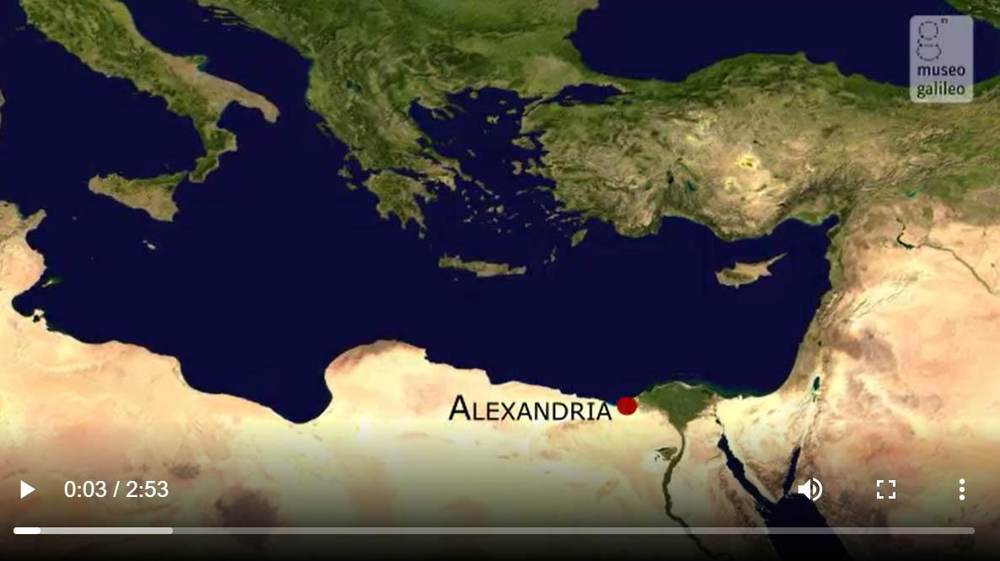 museo
galileo
ALEXANDRIA
0:03 / 2:53